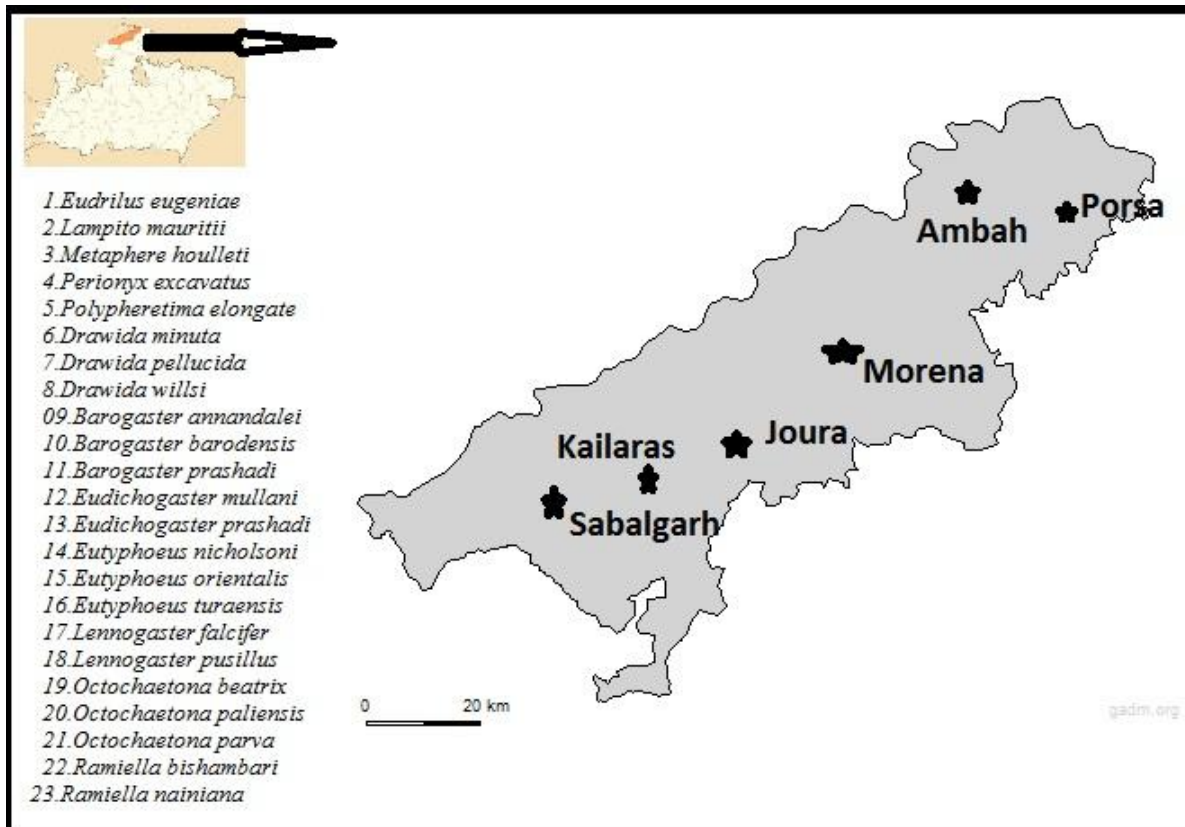 1.Eudrilus eugeniae
2.Lampito mauritii
3.Metaphere houlleti
4.Perionyx excavatus
5.Polypheretima elongate
6.Drawida minuta
7.Drawida pellucida
8.Drawida willsi
09.Barogaster annandalei
10.Barogaster barodensis
11.Barogaster prashadi
12.Eudichogaster mullani
13.Eudichogaster prashadi
14.Eutyphoeus nicholsoni
15.Eutyphoeus orientalis
16.Eutyphoeus turaensis
17.Lennogaster falcifer
18.Lennogaster pusillus
19.Octochaetona beatrix
20.Octochaetona paliensis
21.Octochaetona parva
22.Ramiella bishambari
23.Ramiella nainiana
Porsa
Ambah
Morena
Joura
Kailaras
Sabalgarh
0 20 km
gadm.org